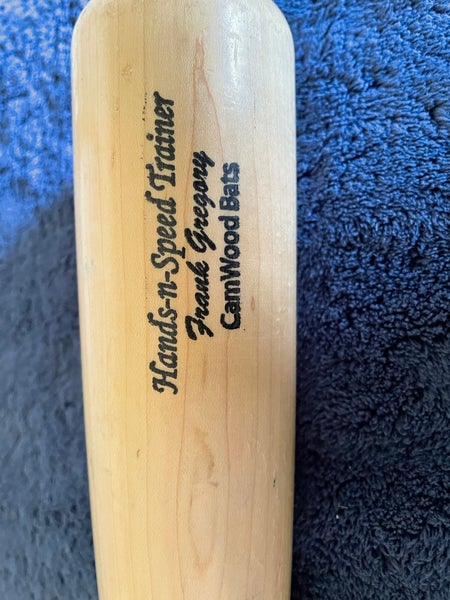 Hands-n-Speed Trainer
Frank Gregory
CamWood Bats